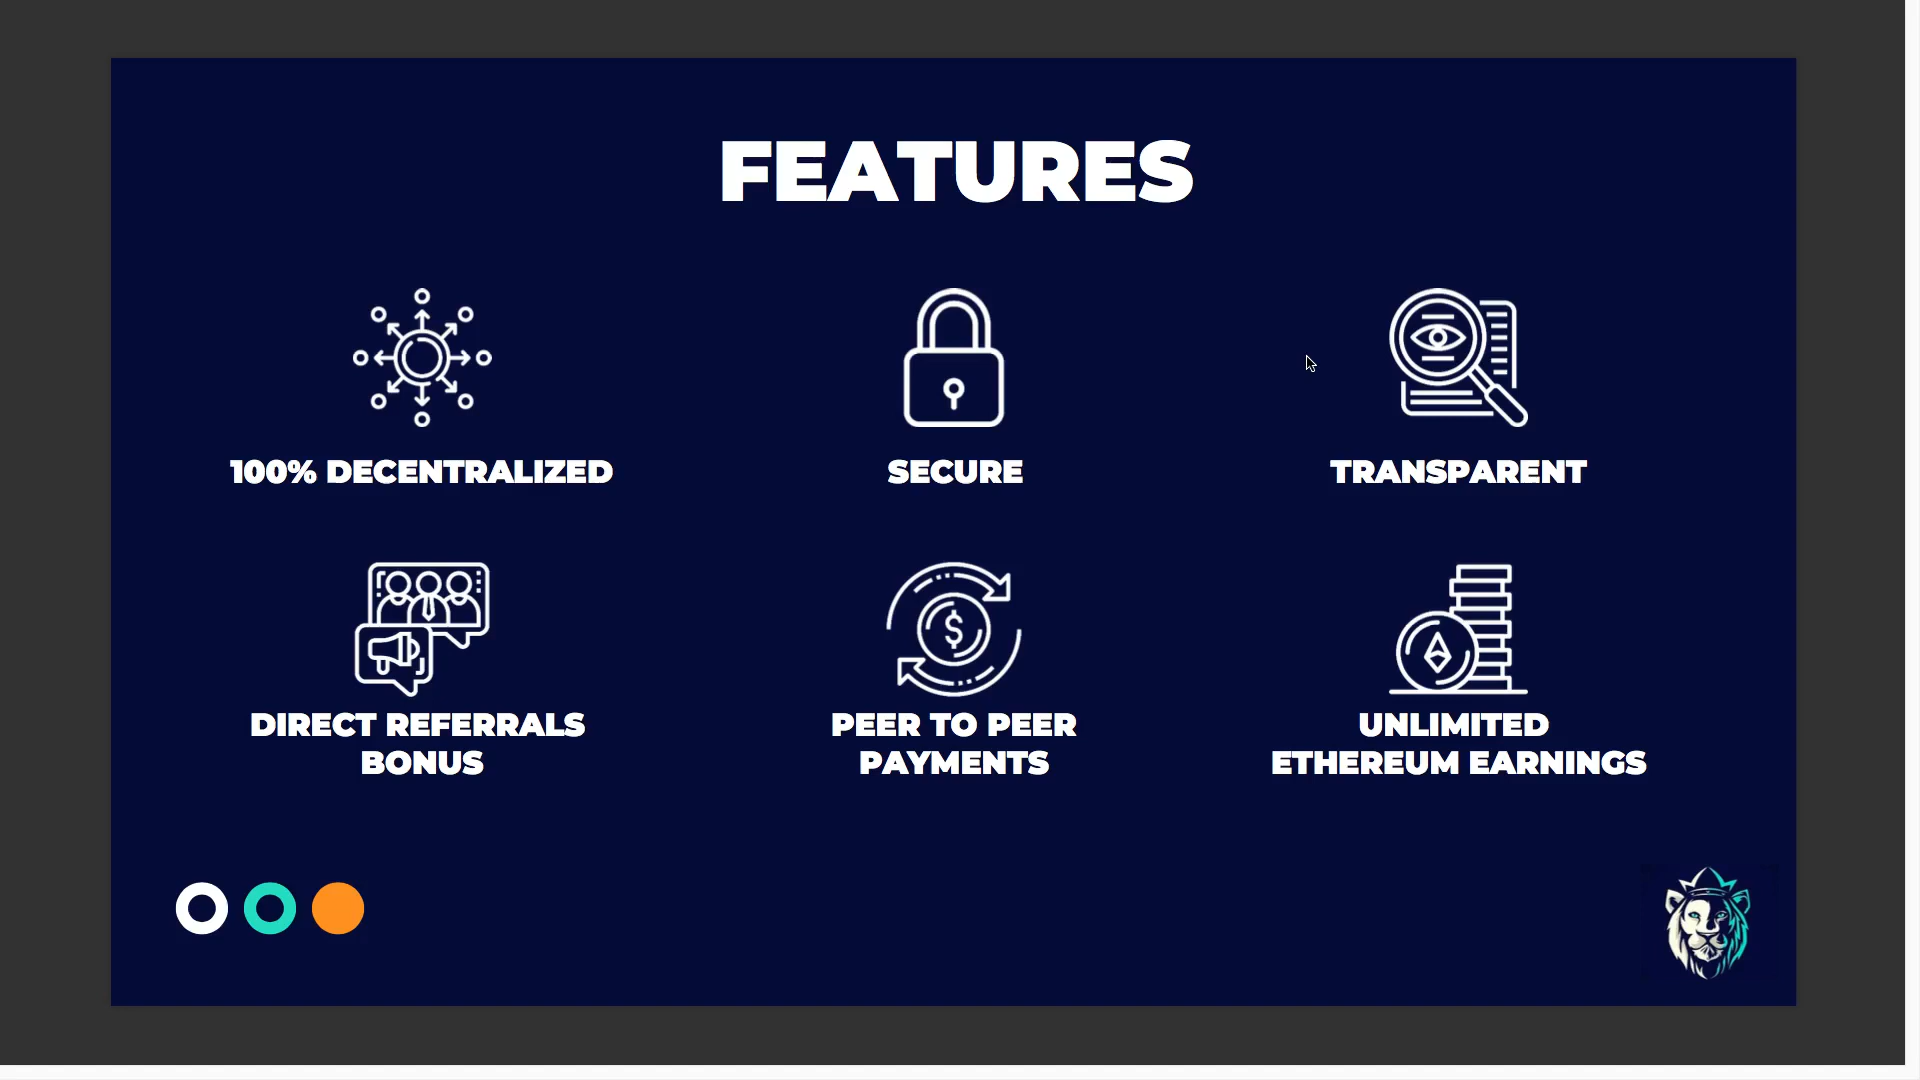 FEATURES
100% DECENTRALIZED
SECURE
TRANSPARENT
DIRECT REFERRALS
BONUS
PEER TO PEER
PAYMENTS
UNLIMITED
ETHEREUM EARNINGS